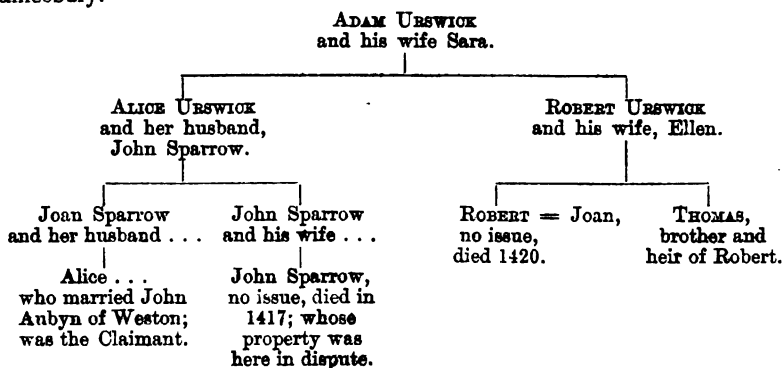 ADAM URSWICK
and his wife Sara.
ALICE URSWICK
and her husband,
John Sparrow.
ROBERT URSWICK
and his wife, Ellen.
Joan Sparrow
and her husband . . .
John Sparrow
and his wife . . .
ROBERT = Joan,
no issue,
died 1420.
THOMAS,
brother and
heir of Robert.
Alice . . .
who married John
Aubyn of Weston;
was the Claimant.
John Sparrow,
no issue, died in
1417; whose
property was
here in dispute.